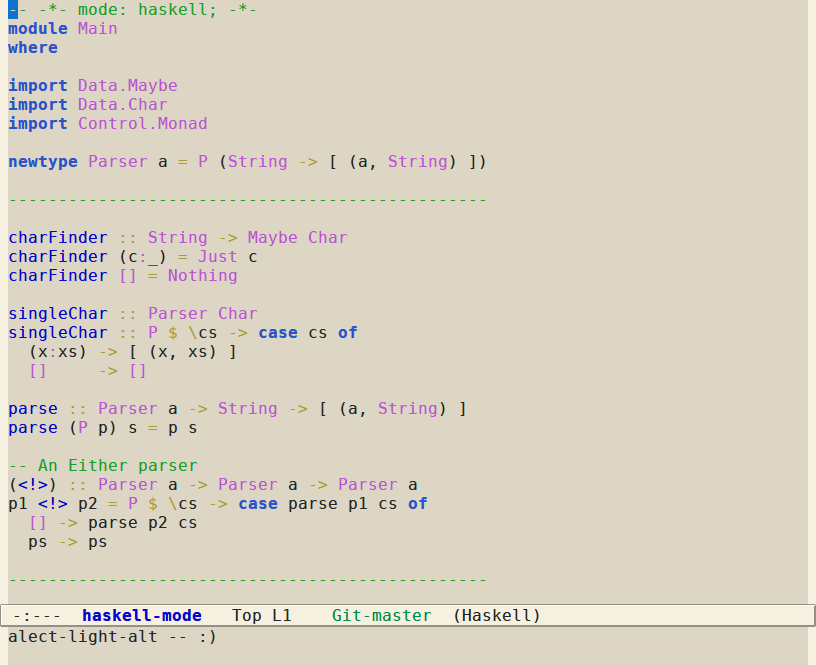 -- -*- mode: haskell; -*-
module Main
where

import Data.Maybe
import Data.Char
import Control.Monad

newtype Parser a = P (String -> [ (a, String) ])

------------------------------------------------

charFinder :: String -> Maybe Char
charFinder (c:_) = Just c
charFinder [] = Nothing

singleChar :: Parser Char
singleChar :: P $ \cs -> case cs of
  (x:xs) -> [ (x, xs) ]
  []     -> []

parse :: Parser a -> String -> [ (a, String) ]
parse (P p) s = p s

-- An Either parser
(<!>) :: Parser a -> Parser a -> Parser a
p1 <!> p2 = P $ \cs -> case parse p1 cs of
  [] -> parse p2 cs
  ps -> ps

------------------------------------------------
-:---  haskell-mode   Top L1    Git-master  (Haskell)
alect-light-alt -- :)